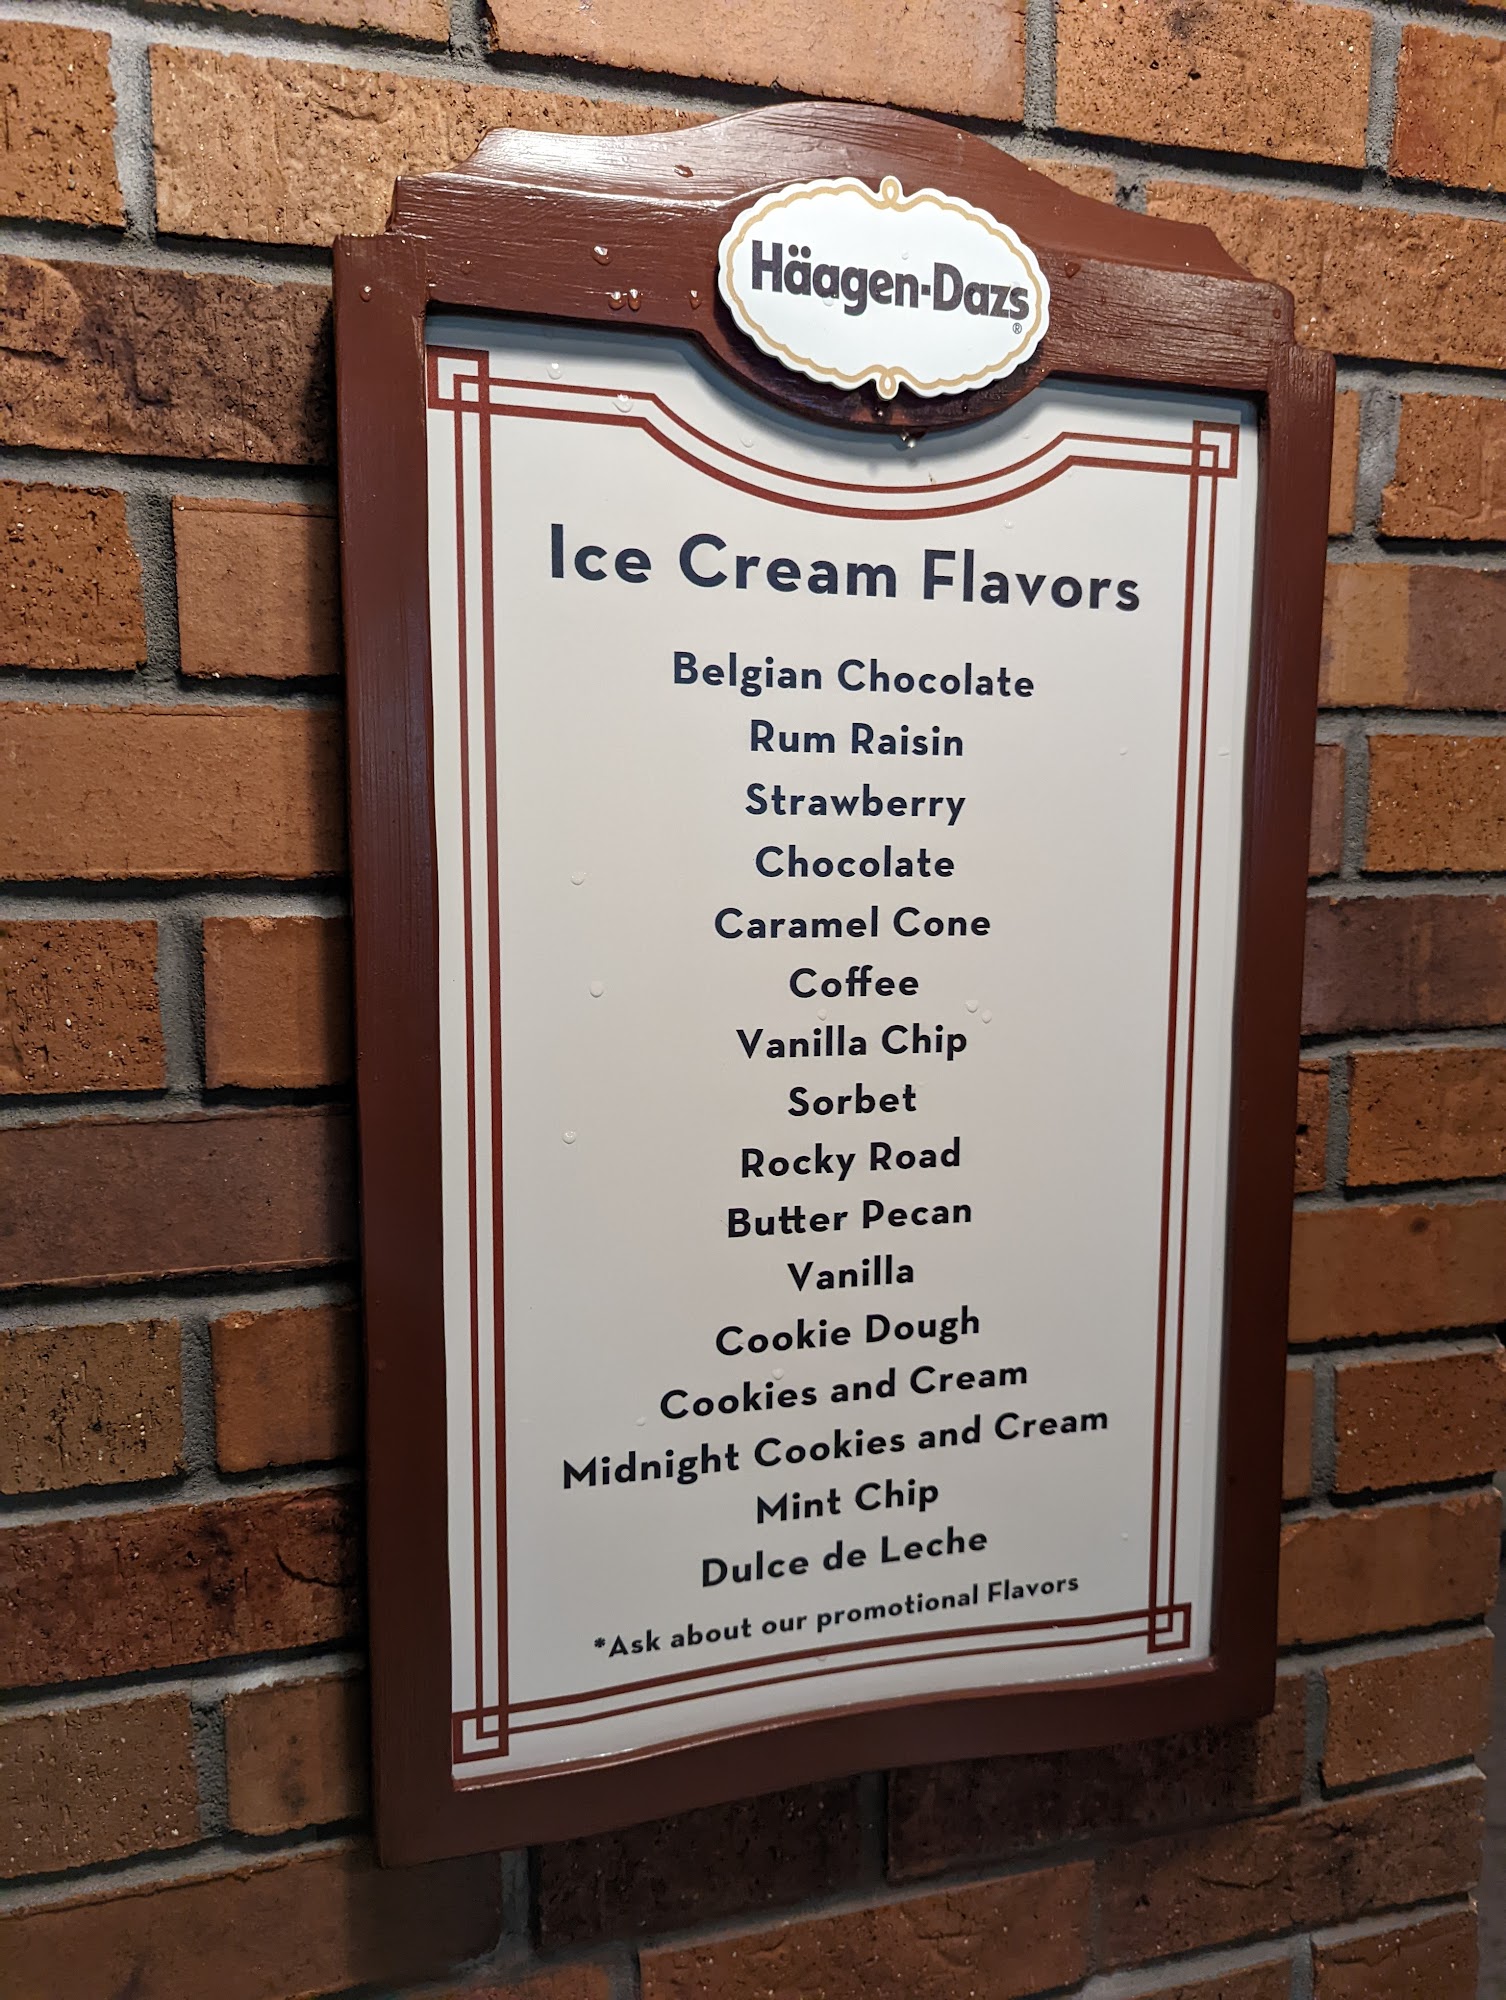 Häagen-Dazs®
Ice Cream Flavors
Belgian Chocolate
Rum Raisin
Strawberry
Chocolate
Caramel Cone
Coffee
Vanilla Chip
Sorbet
Rocky Road
Butter Pecan
Vanilla
Cookie Dough
Cookies and Cream
Midnight Cookies and Cream
Mint Chip
Dulce de Leche
*Ask about our promotional Flavors